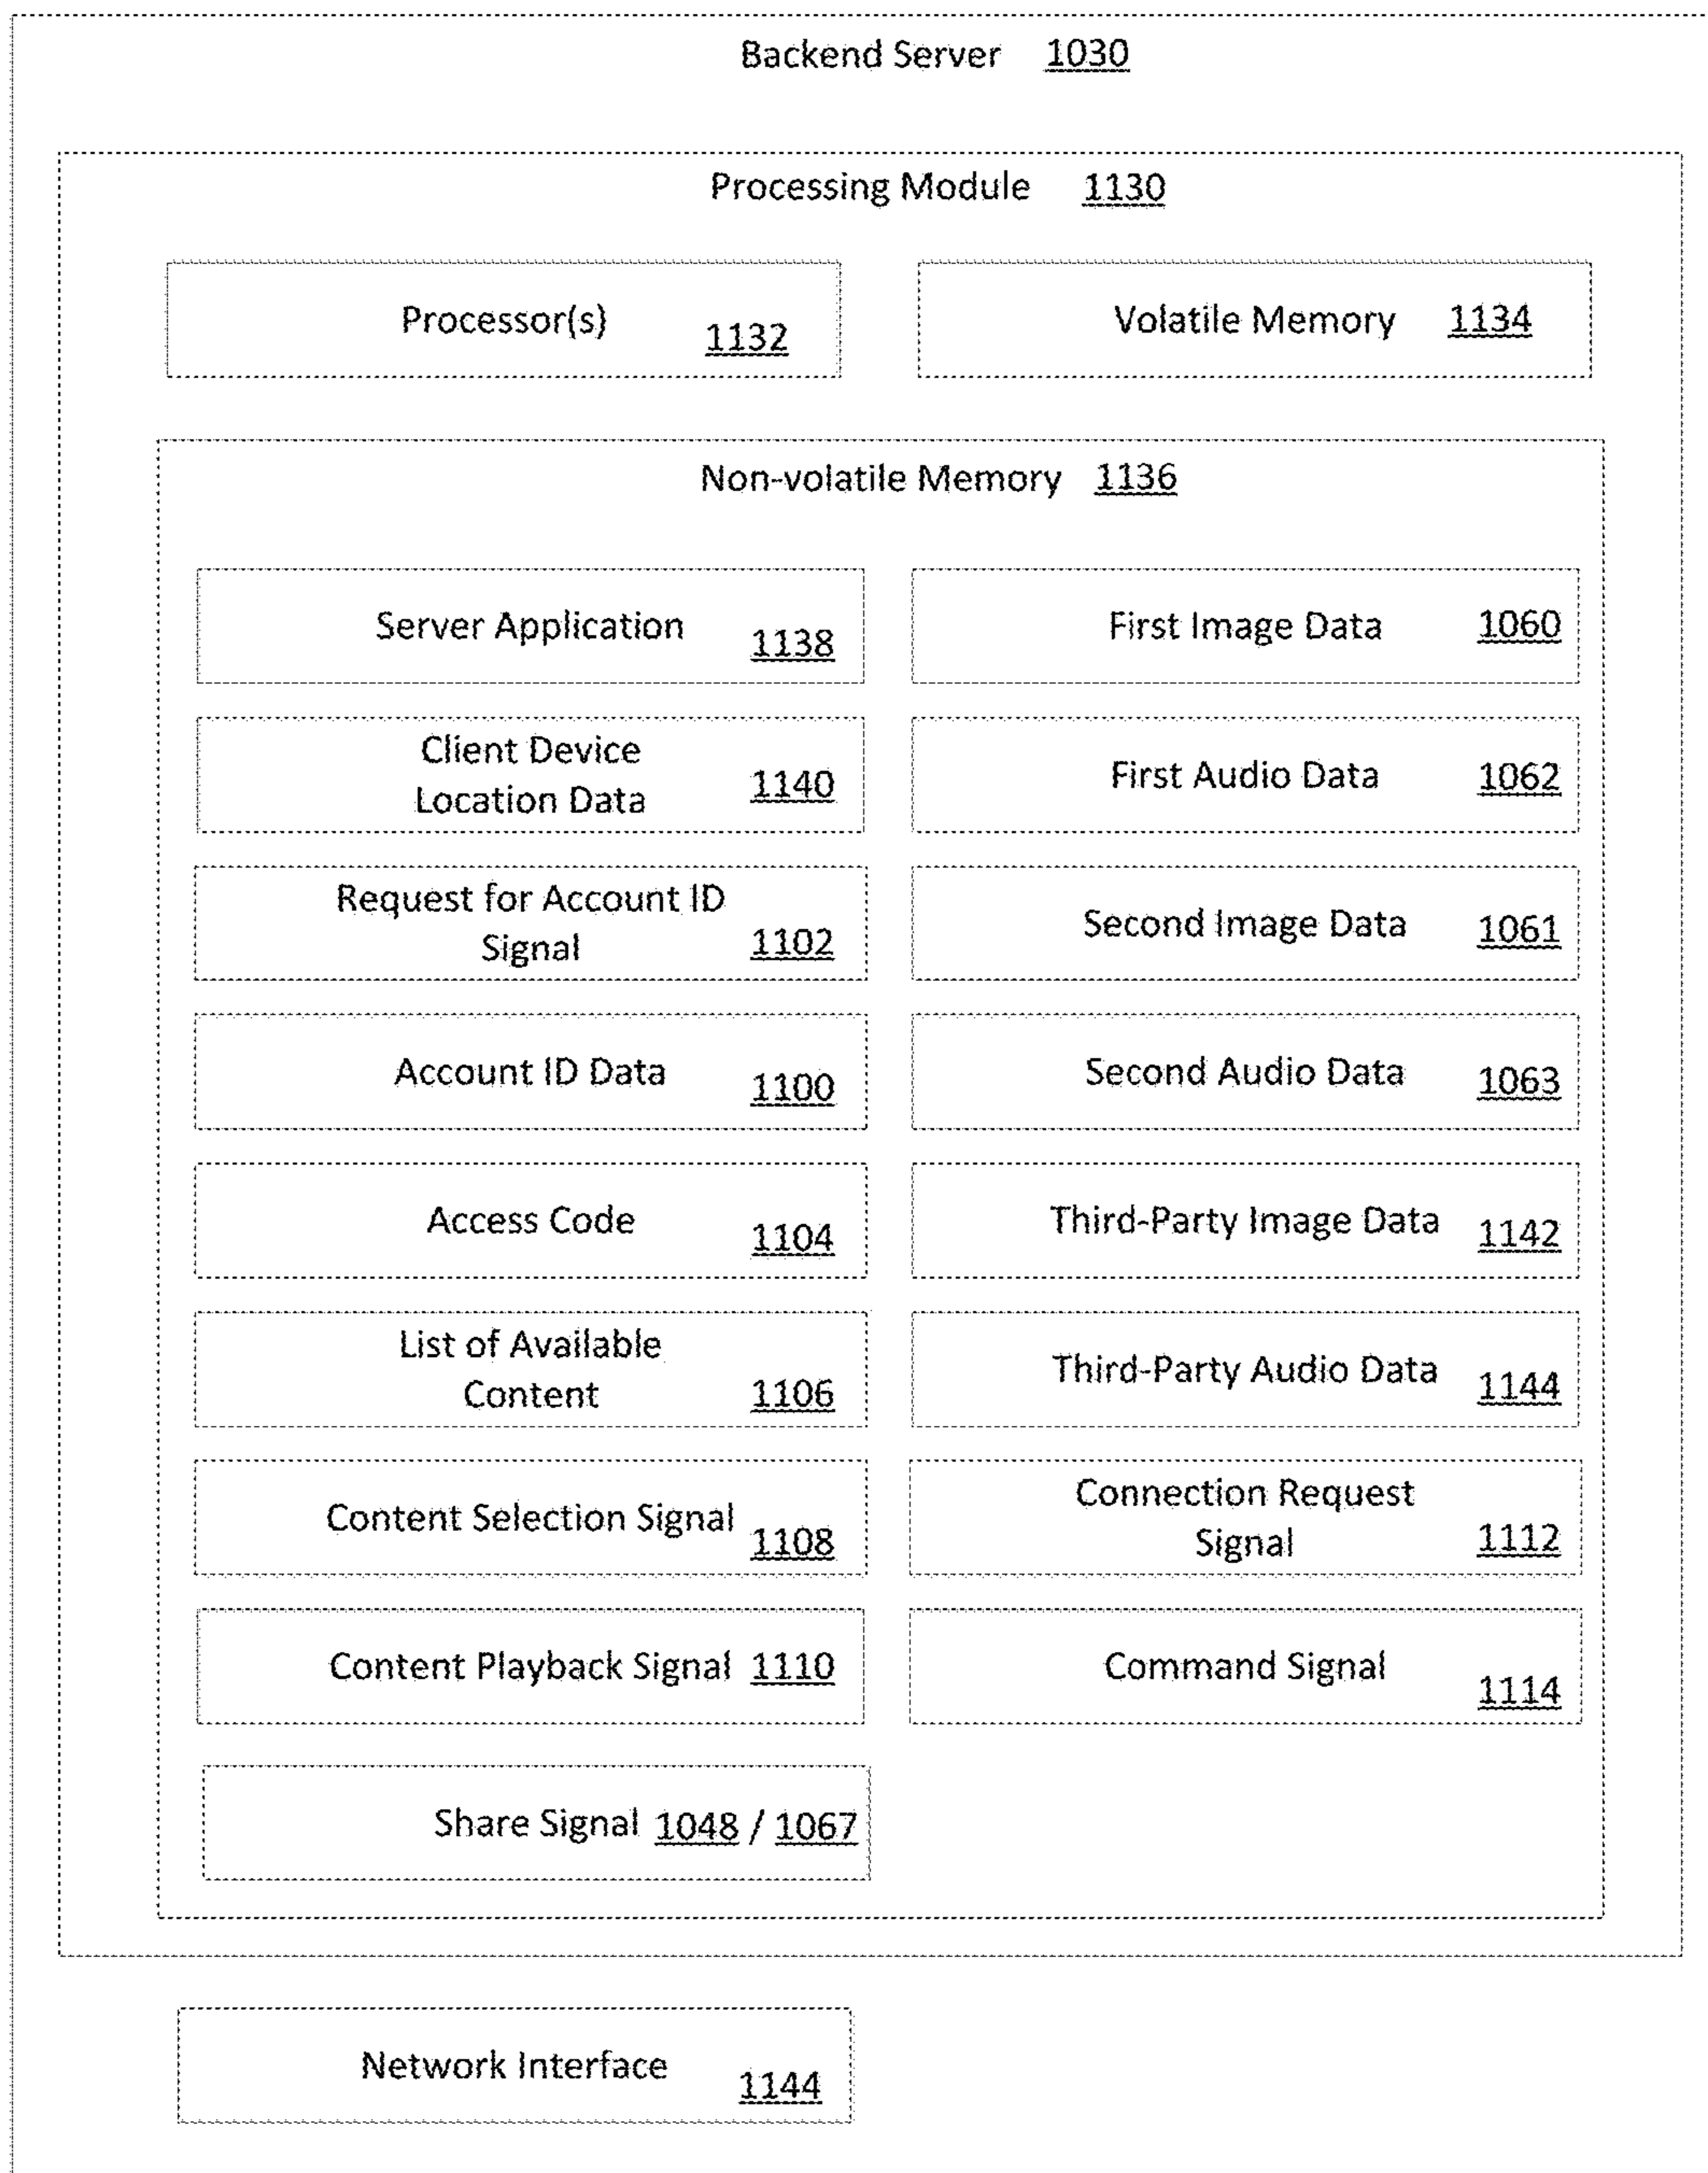 Backend Server 1030
Processing Module 1130
Processor(s) 1132
Volatile Memory 1134
Non-volatile Memory 1136
Server Application 1138
First Image Data 1060
Client Device
Location Data 1140
First Audio Data 1062
Request for Account ID
Signal 1102
Second Image Data 1061
Account ID Data 1100
Second Audio Data 1063
Access Code 1104
Third-Party Image Data 1142
List of Available
Content 1106
Third-Party Audio Data 1144
Content Selection Signal 1108
Connection Request
Signal 1112
Content Playback Signal 1110
Command Signal 1114
Share Signal 1048 / 1067
Network Interface 1144